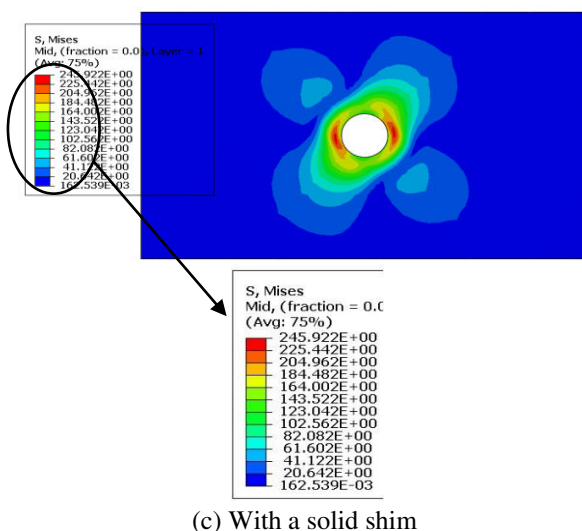 S, Mises
Mid, (fraction = 0.0), Layer = 1
(Avg: 75%)
245.922E+00
225.442E+00
204.962E+00
184.482E+00
164.002E+00
143.522E+00
123.042E+00
102.562E+00
82.082E+00
61.602E+00
41.122E+00
20.642E+00
162.539E-03
S, Mises
Mid, (fraction = 0.0
(Avg: 75%)
245.922E+00
225.442E+00
204.962E+00
184.482E+00
164.002E+00
143.522E+00
123.042E+00
102.562E+00
82.082E+00
61.602E+00
41.122E+00
20.642E+00
162.539E-03
(c) With a solid shim